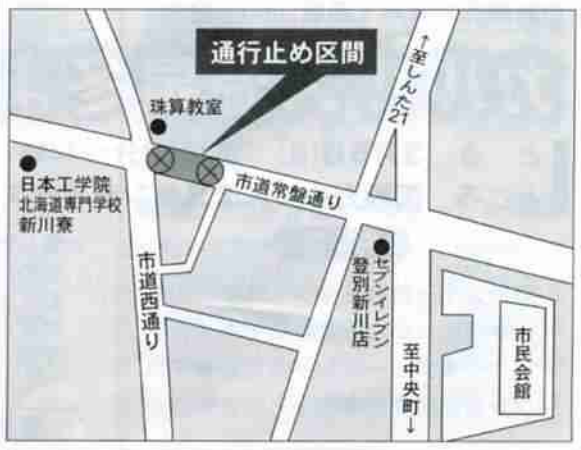 通行止め区間
↑至しんた21
珠算教室
日本工学院
北海道専門学校
新川寮
市道常盤通り
市道西通り
セブンイレブン
登別新川店
至中央町↓
市民会館